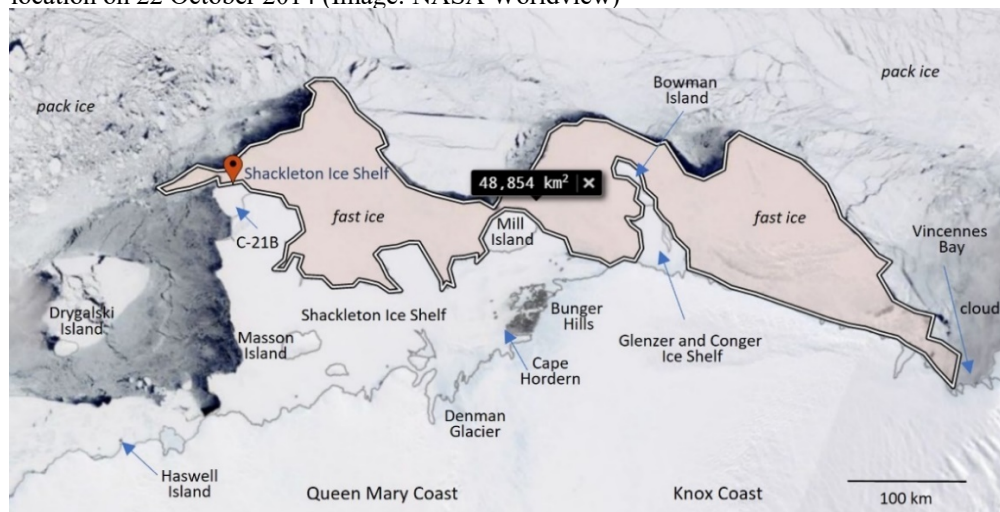 location on 22 October 2014 (Image: NASA Worldview)
pack ice
pack ice
Bowman
Island
Shackleton Ice Shelf
48,854 km² ×
fast ice
fast ice
C-21B
Mill
Island
Vincennes
Bay
Drygalski
Island
cloud
Shackleton Ice Shelf
Bunger
Hills
Masson
Island
Glenzer and Conger
Ice Shelf
Cape
Hordern
Denman
Glacier
Haswell
Island
Queen Mary Coast
Knox Coast
100 km